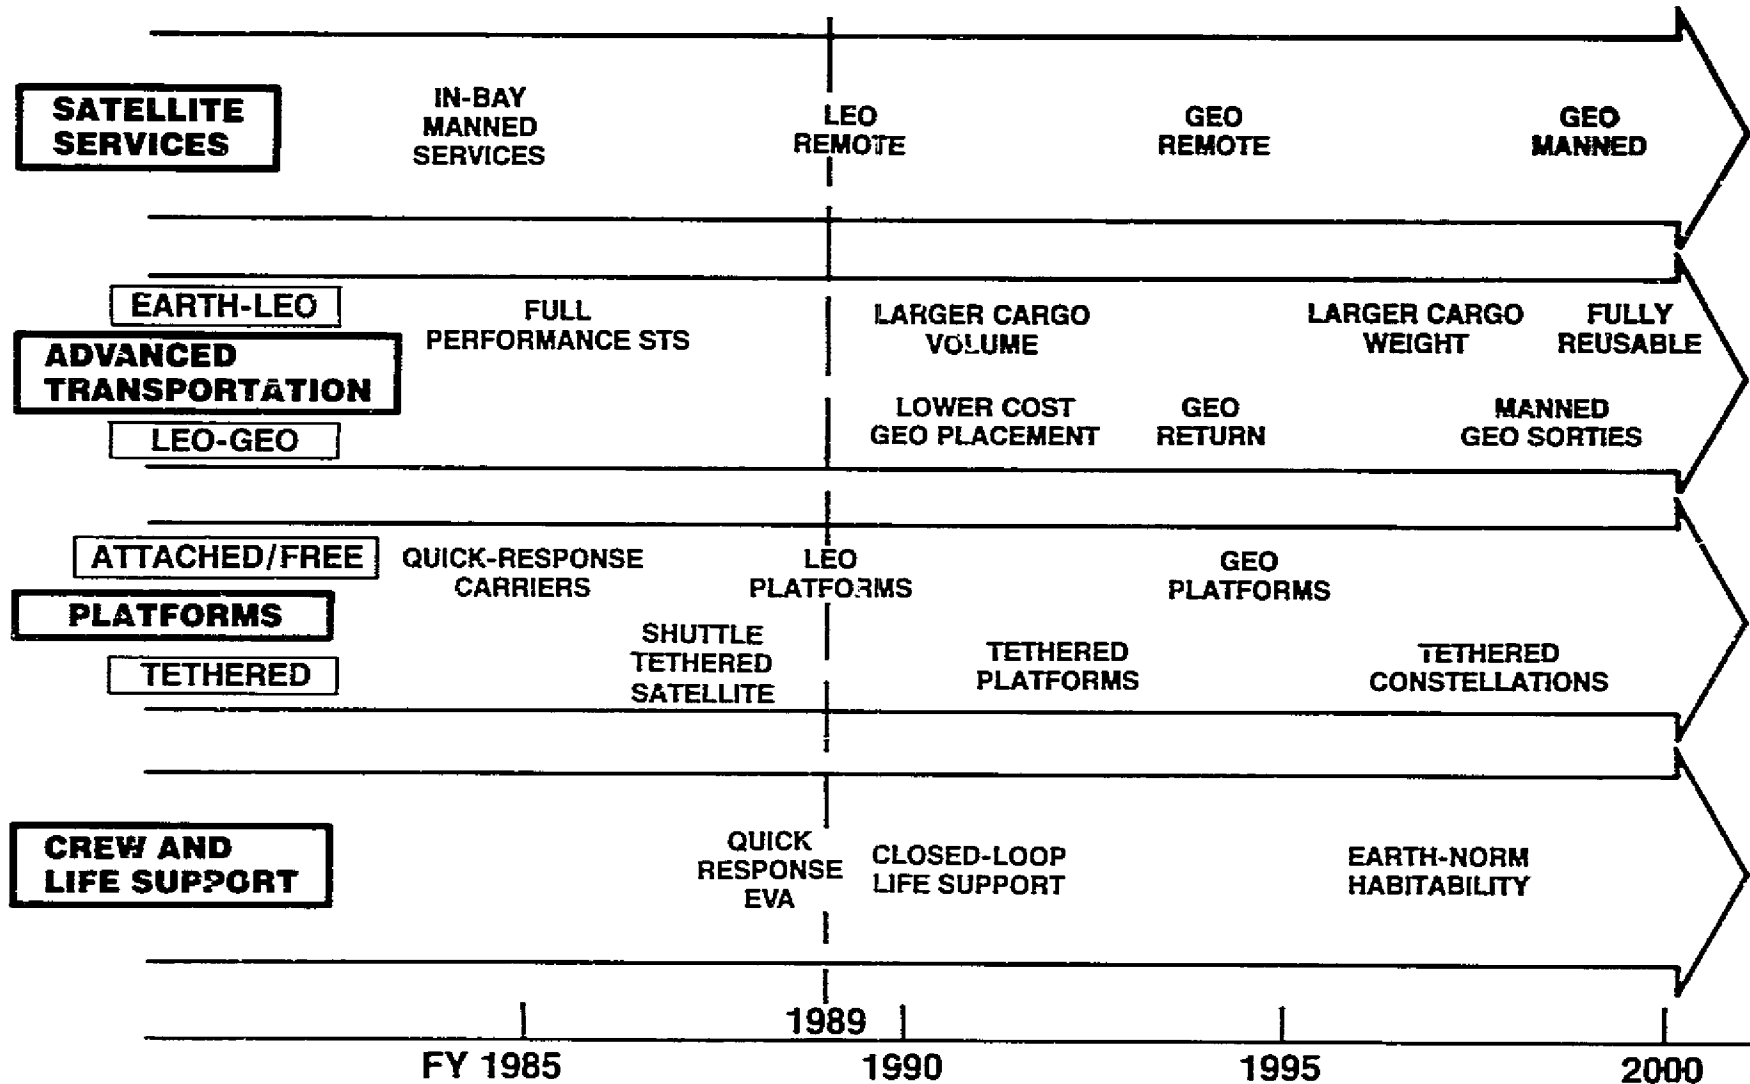 SATELLITE
SERVICES
IN-BAY
MANNED
SERVICES
LEO
REMOTE
GEO
REMOTE
GEO
MANNED
EARTH-LEO
ADVANCED
TRANSPORTATION
LEO-GEO
FULL
PERFORMANCE STS
LARGER CARGO
VOLUME
LARGER CARGO
WEIGHT
FULLY
REUSABLE
LOWER COST
GEO PLACEMENT
GEO
RETURN
MANNED
GEO SORTIES
ATTACHED/FREE
PLATFORMS
TETHERED
QUICK-RESPONSE
CARRIERS
LEO
PLATFORMS
GEO
PLATFORMS
SHUTTLE
TETHERED
SATELLITE
TETHERED
PLATFORMS
TETHERED
CONSTELLATIONS
CREW AND
LIFE SUPPORT
QUICK
RESPONSE
EVA
CLOSED-LOOP
LIFE SUPPORT
EARTH-NORM
HABITABILITY
1989
FY 1985
1990
1995
2000